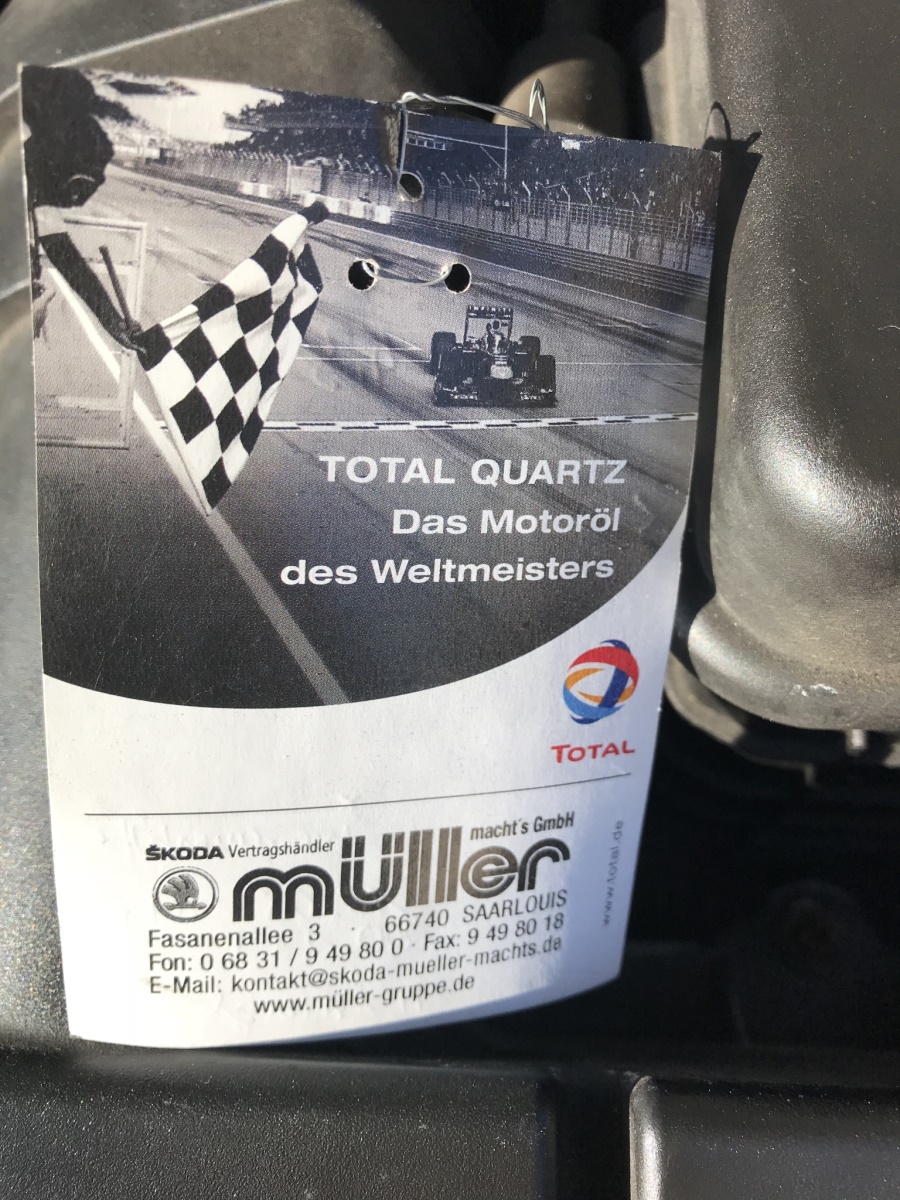 TOTAL QUARTZ
Das Motoröl
des Weltmeisters
TOTAL
ŠKODA Vertragshändler müller macht´s GmbH
Fasanenallee 3 · 66740 SAARLOUIS
Fon: 0 68 31 / 9 49 80 0 · Fax: 9 49 80 18
E-Mail: kontakt@skoda-mueller-machts.de
www.müller-gruppe.de
www.total.de